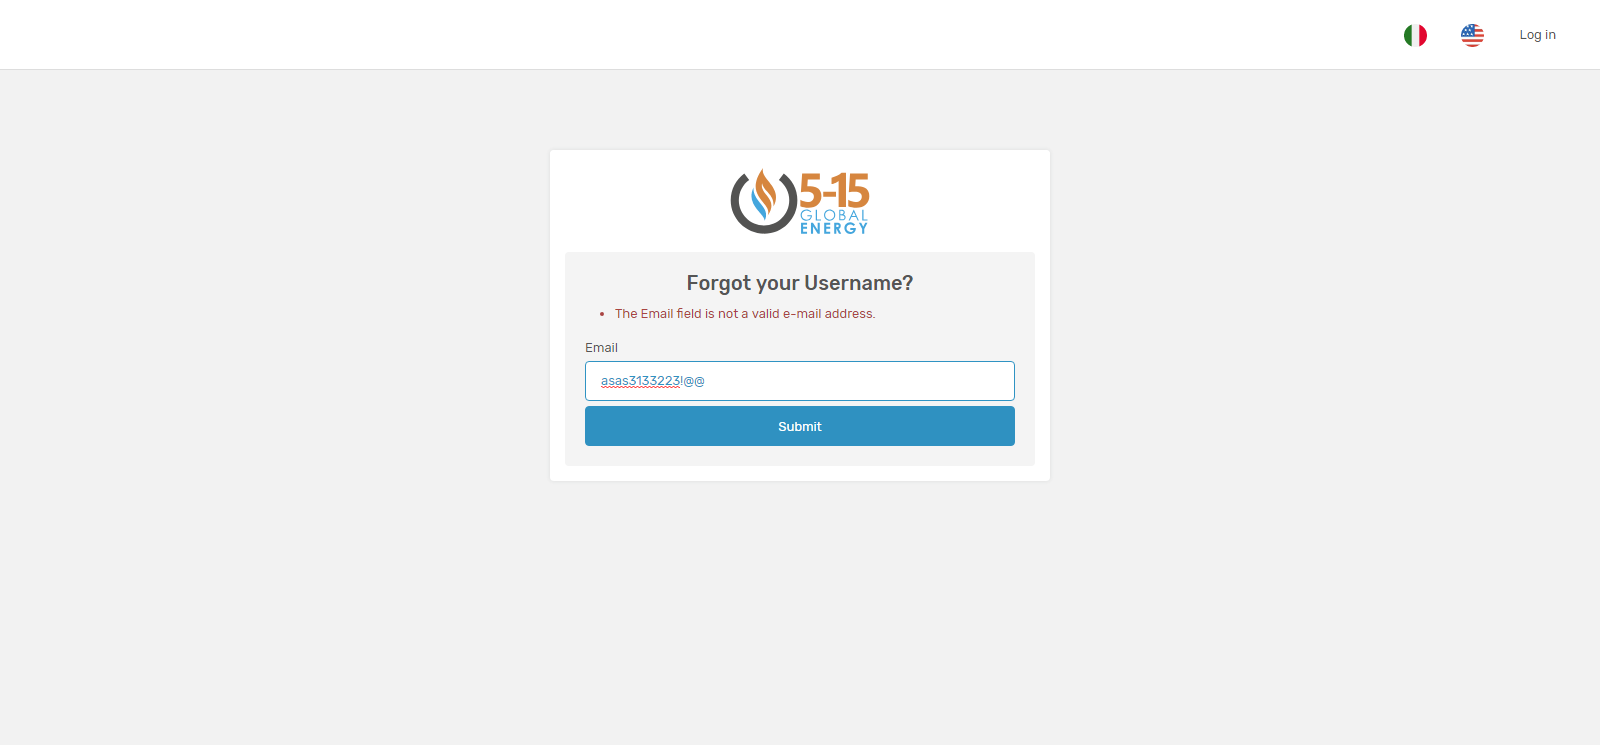 Log in
5-15
GLOBAL
ENERGY
Forgot your Username?
• The Email field is not a valid e-mail address.
Email
asas3133223!@@
Submit